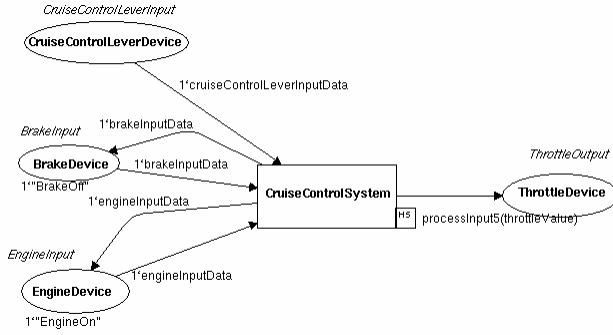 CruiseControlLeverInput
CruiseControlLeverDevice
1‘cruiseControlLeverInputData
1‘brakeInputData
BrakeInput
BrakeDevice
1‘brakeInputData
1‘"BrakeOff"
1‘engineInputData
CruiseControlSystem
HS
ThrottleOutput
ThrottleDevice
processInput5(throttleValue)
EngineInput
1‘engineInputData
EngineDevice
1‘"EngineOn"